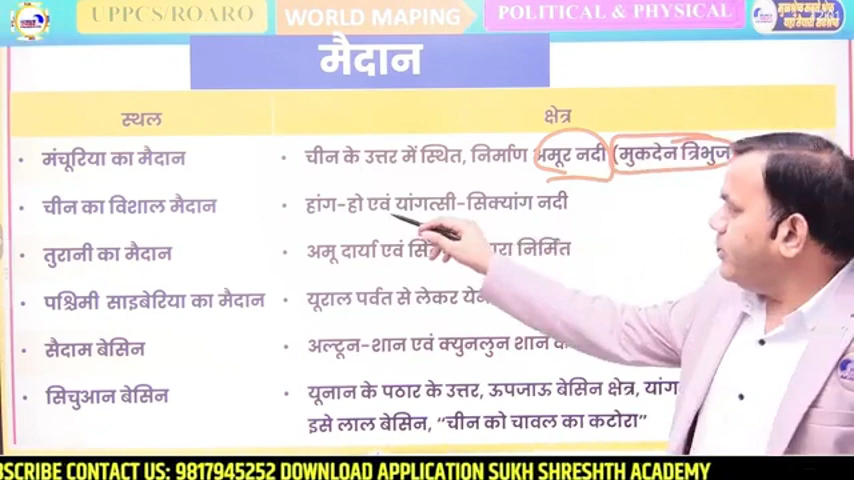 UPPCS/ROARO
WORLD MAPING
POLITICAL & PHYSICAL
मैदान
स्थल
क्षेत्र
मंचूरिया का मैदान
चीन के उत्तर में स्थित, निर्माण अमूर नदी (मुकदेन त्रिभुज
चीन का विशाल मैदान
हांग-हो एवं यांगत्सी-सिक्यांग नदी
तुरानी का मैदान
अमू दार्या एवं निर्मित
पश्चिमी साइबेरिया का मैदान
यूराल पर्वत से लेकर
सैदाम बेसिन
अल्टून-शान एवं क्युनलुन शान
सिचुआन बेसिन
यूनान के पठार के उत्तर, ऊपजाऊ बेसिन क्षेत्र,
इसे लाल बेसिन, “चीन को चावल का कटोरा”
BSCRIBE CONTACT US: 9817945252 DOWNLOAD APPLICATION SUKH SHRESHTH ACADEMY